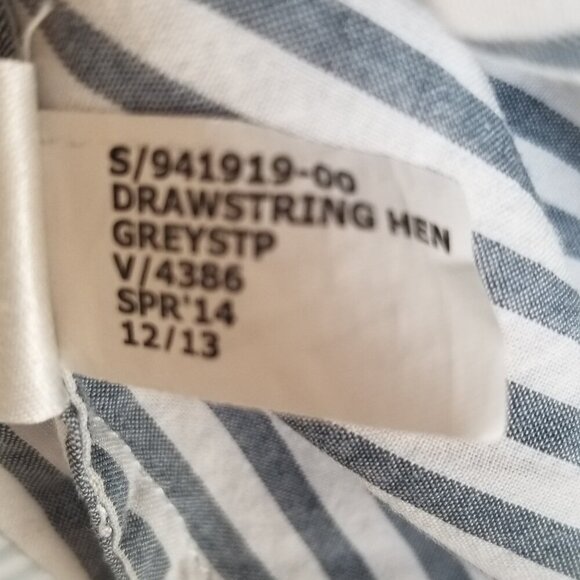 S/941919-00
DRAWSTRING HEN
GREYSTP
V/4386
SPR'14
12/13